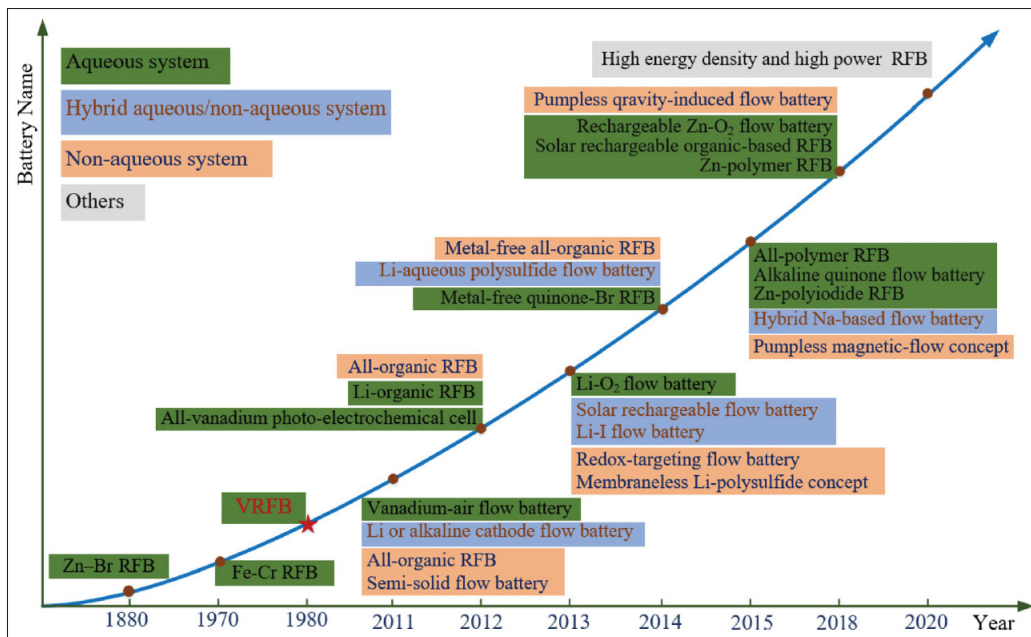 Battery Name
Aqueous system
Hybrid aqueous/non-aqueous system
Non-aqueous system
Others
High energy density and high power RFB
Pumpless qravity-induced flow battery
Rechargeable Zn-O₂ flow battery
Solar rechargeable organic-based RFB
Zn-polymer RFB
Metal-free all-organic RFB
Li-aqueous polysulfide flow battery
Metal-free quinone-Br RFB
All-polymer RFB
Alkaline quinone flow battery
Zn-polyiodide RFB
Hybrid Na-based flow battery
Pumpless magnetic-flow concept
All-organic RFB
Li-organic RFB
All-vanadium photo-electrochemical cell
Li-O₂ flow battery
Solar rechargeable flow battery
Li-I flow battery
Redox-targeting flow battery
Membraneless Li-polysulfide concept
VRFB
Vanadium-air flow battery
Li or alkaline cathode flow battery
All-organic RFB
Semi-solid flow battery
Zn–Br RFB
Fe-Cr RFB
1880 1970 1980 2011 2012 2013 2014 2015 2018 2020 Year